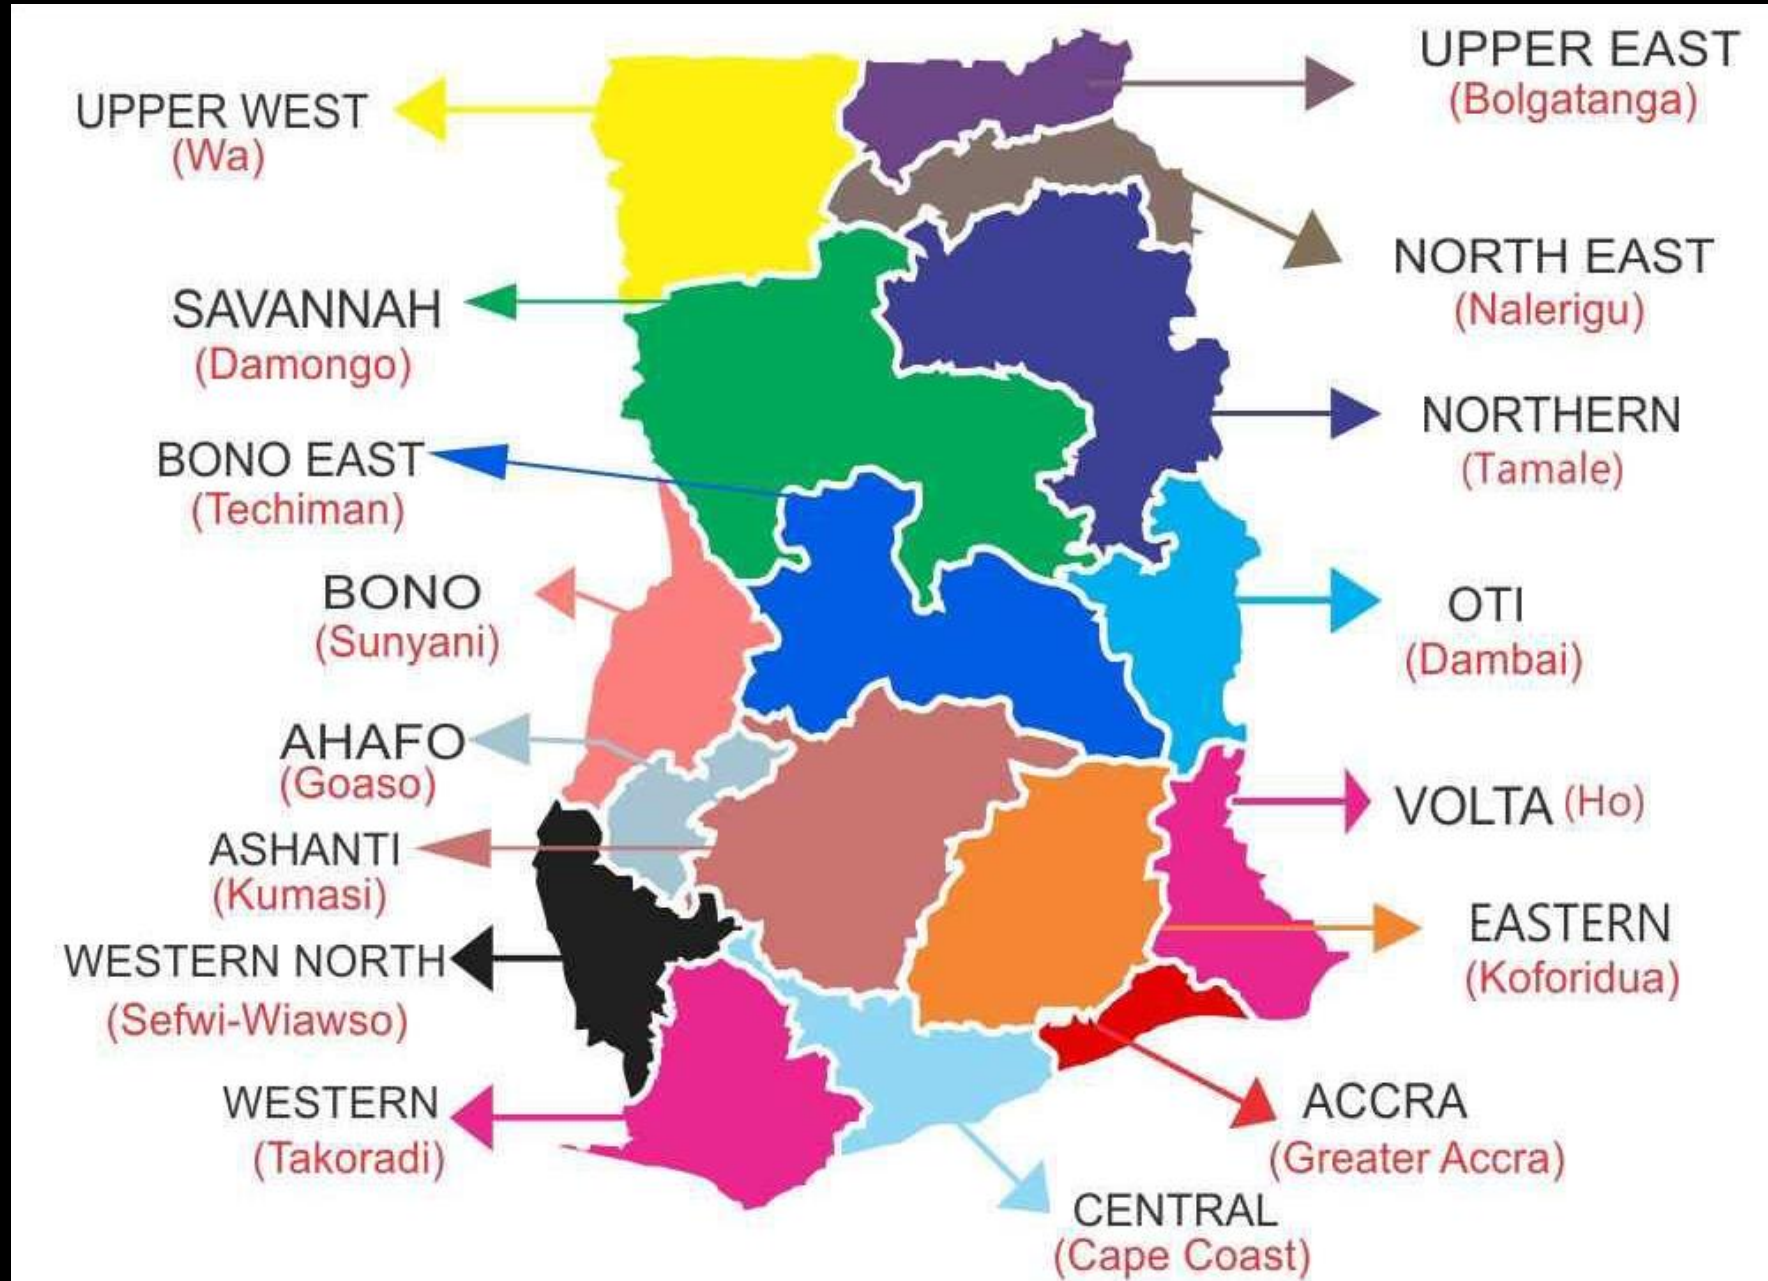 UPPER WEST
(Wa)
SAVANNAH
(Damongo)
BONO EAST
(Techiman)
BONO
(Sunyani)
AHAFO
(Goaso)
ASHANTI
(Kumasi)
WESTERN NORTH
(Sefwi-Wiawso)
WESTERN
(Takoradi)
UPPER EAST
(Bolgatanga)
NORTH EAST
(Nalerigu)
NORTHERN
(Tamale)
OTI
(Dambai)
VOLTA (Ho)
EASTERN
(Koforidua)
ACCRA
(Greater Accra)
CENTRAL
(Cape Coast)